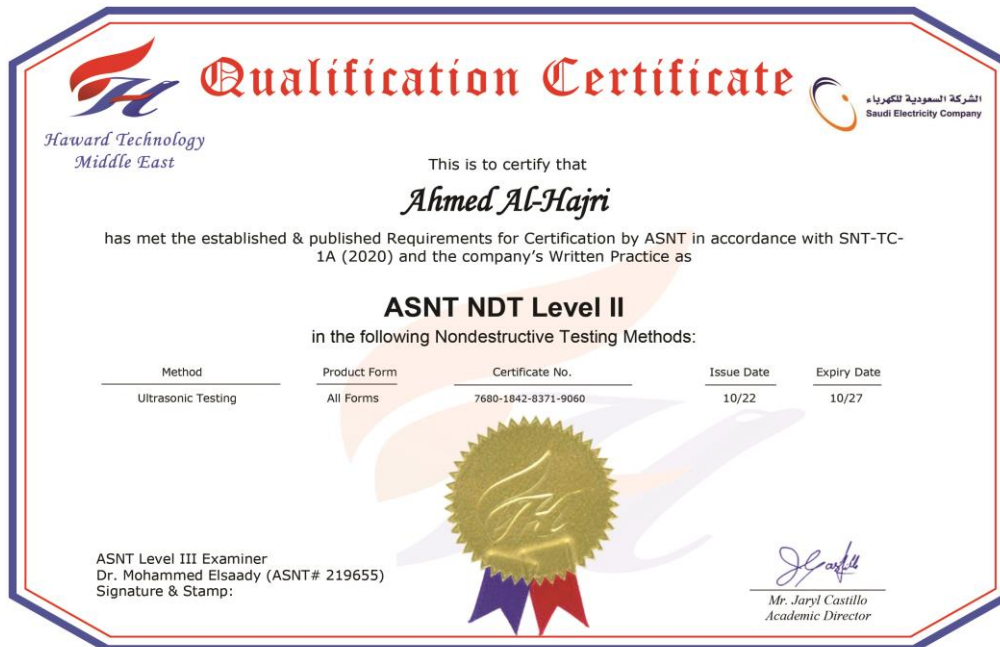 Qualification Certificate
Haward Technology
Middle East
الشركة السعودية للكهرباء
Saudi Electricity Company
This is to certify that
Ahmed Al-Hajri
has met the established & published Requirements for Certification by ASNT in accordance with SNT-TC-
1A (2020) and the company’s Written Practice as
ASNT NDT Level II
in the following Nondestructive Testing Methods:
Method Product Form Certificate No. Issue Date Expiry Date
Ultrasonic Testing All Forms 7680-1842-8371-9060 10/22 10/27
ASNT Level III Examiner
Dr. Mohammed Elsaady (ASNT# 219655)
Signature & Stamp:
Mr. Jaryl Castillo
Academic Director